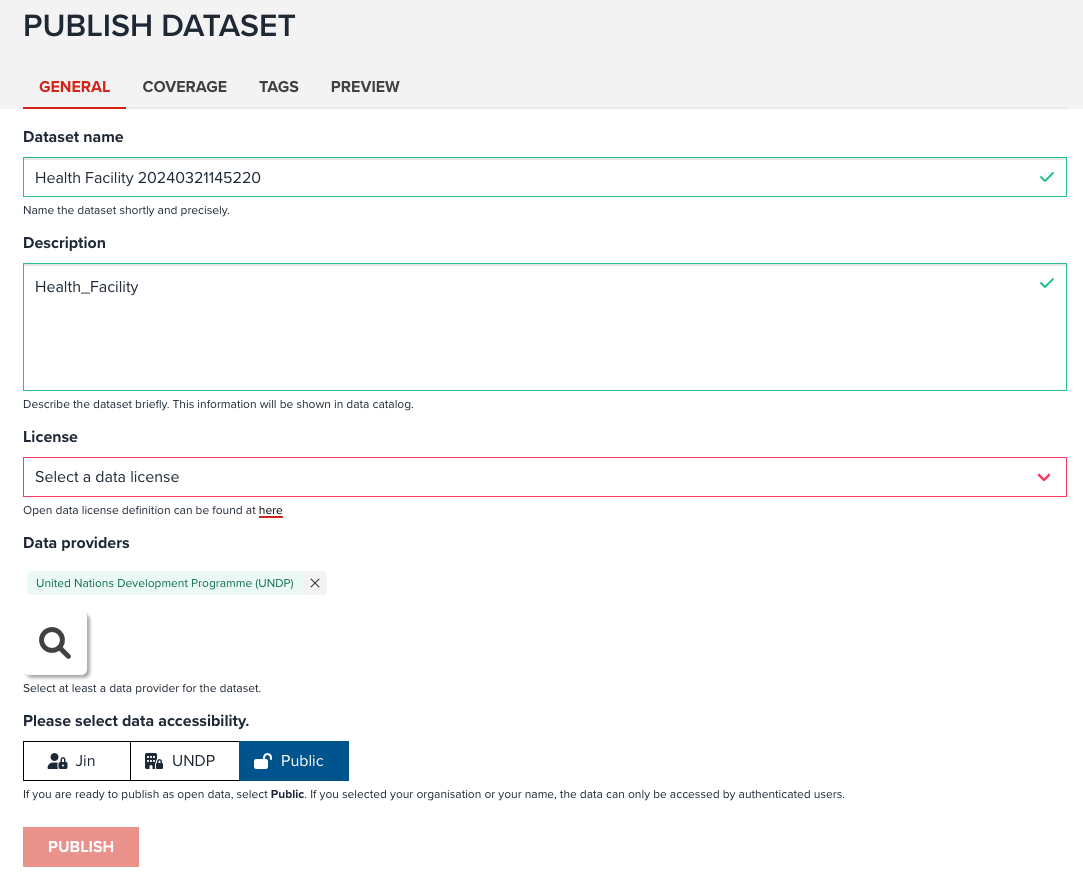 PUBLISH DATASET
GENERAL COVERAGE TAGS PREVIEW
Dataset name
Health Facility 20240321145220
Name the dataset shortly and precisely.
Description
Health_Facility
Describe the dataset briefly. This information will be shown in data catalog.
License
Select a data license
Open data license definition can be found at here
Data providers
United Nations Development Programme (UNDP)
Select at least a data provider for the dataset.
Please select data accessibility.
Jin UNDP Public
If you are ready to publish as open data, select Public. If you selected your organisation or your name, the data can only be accessed by authenticated users.
PUBLISH